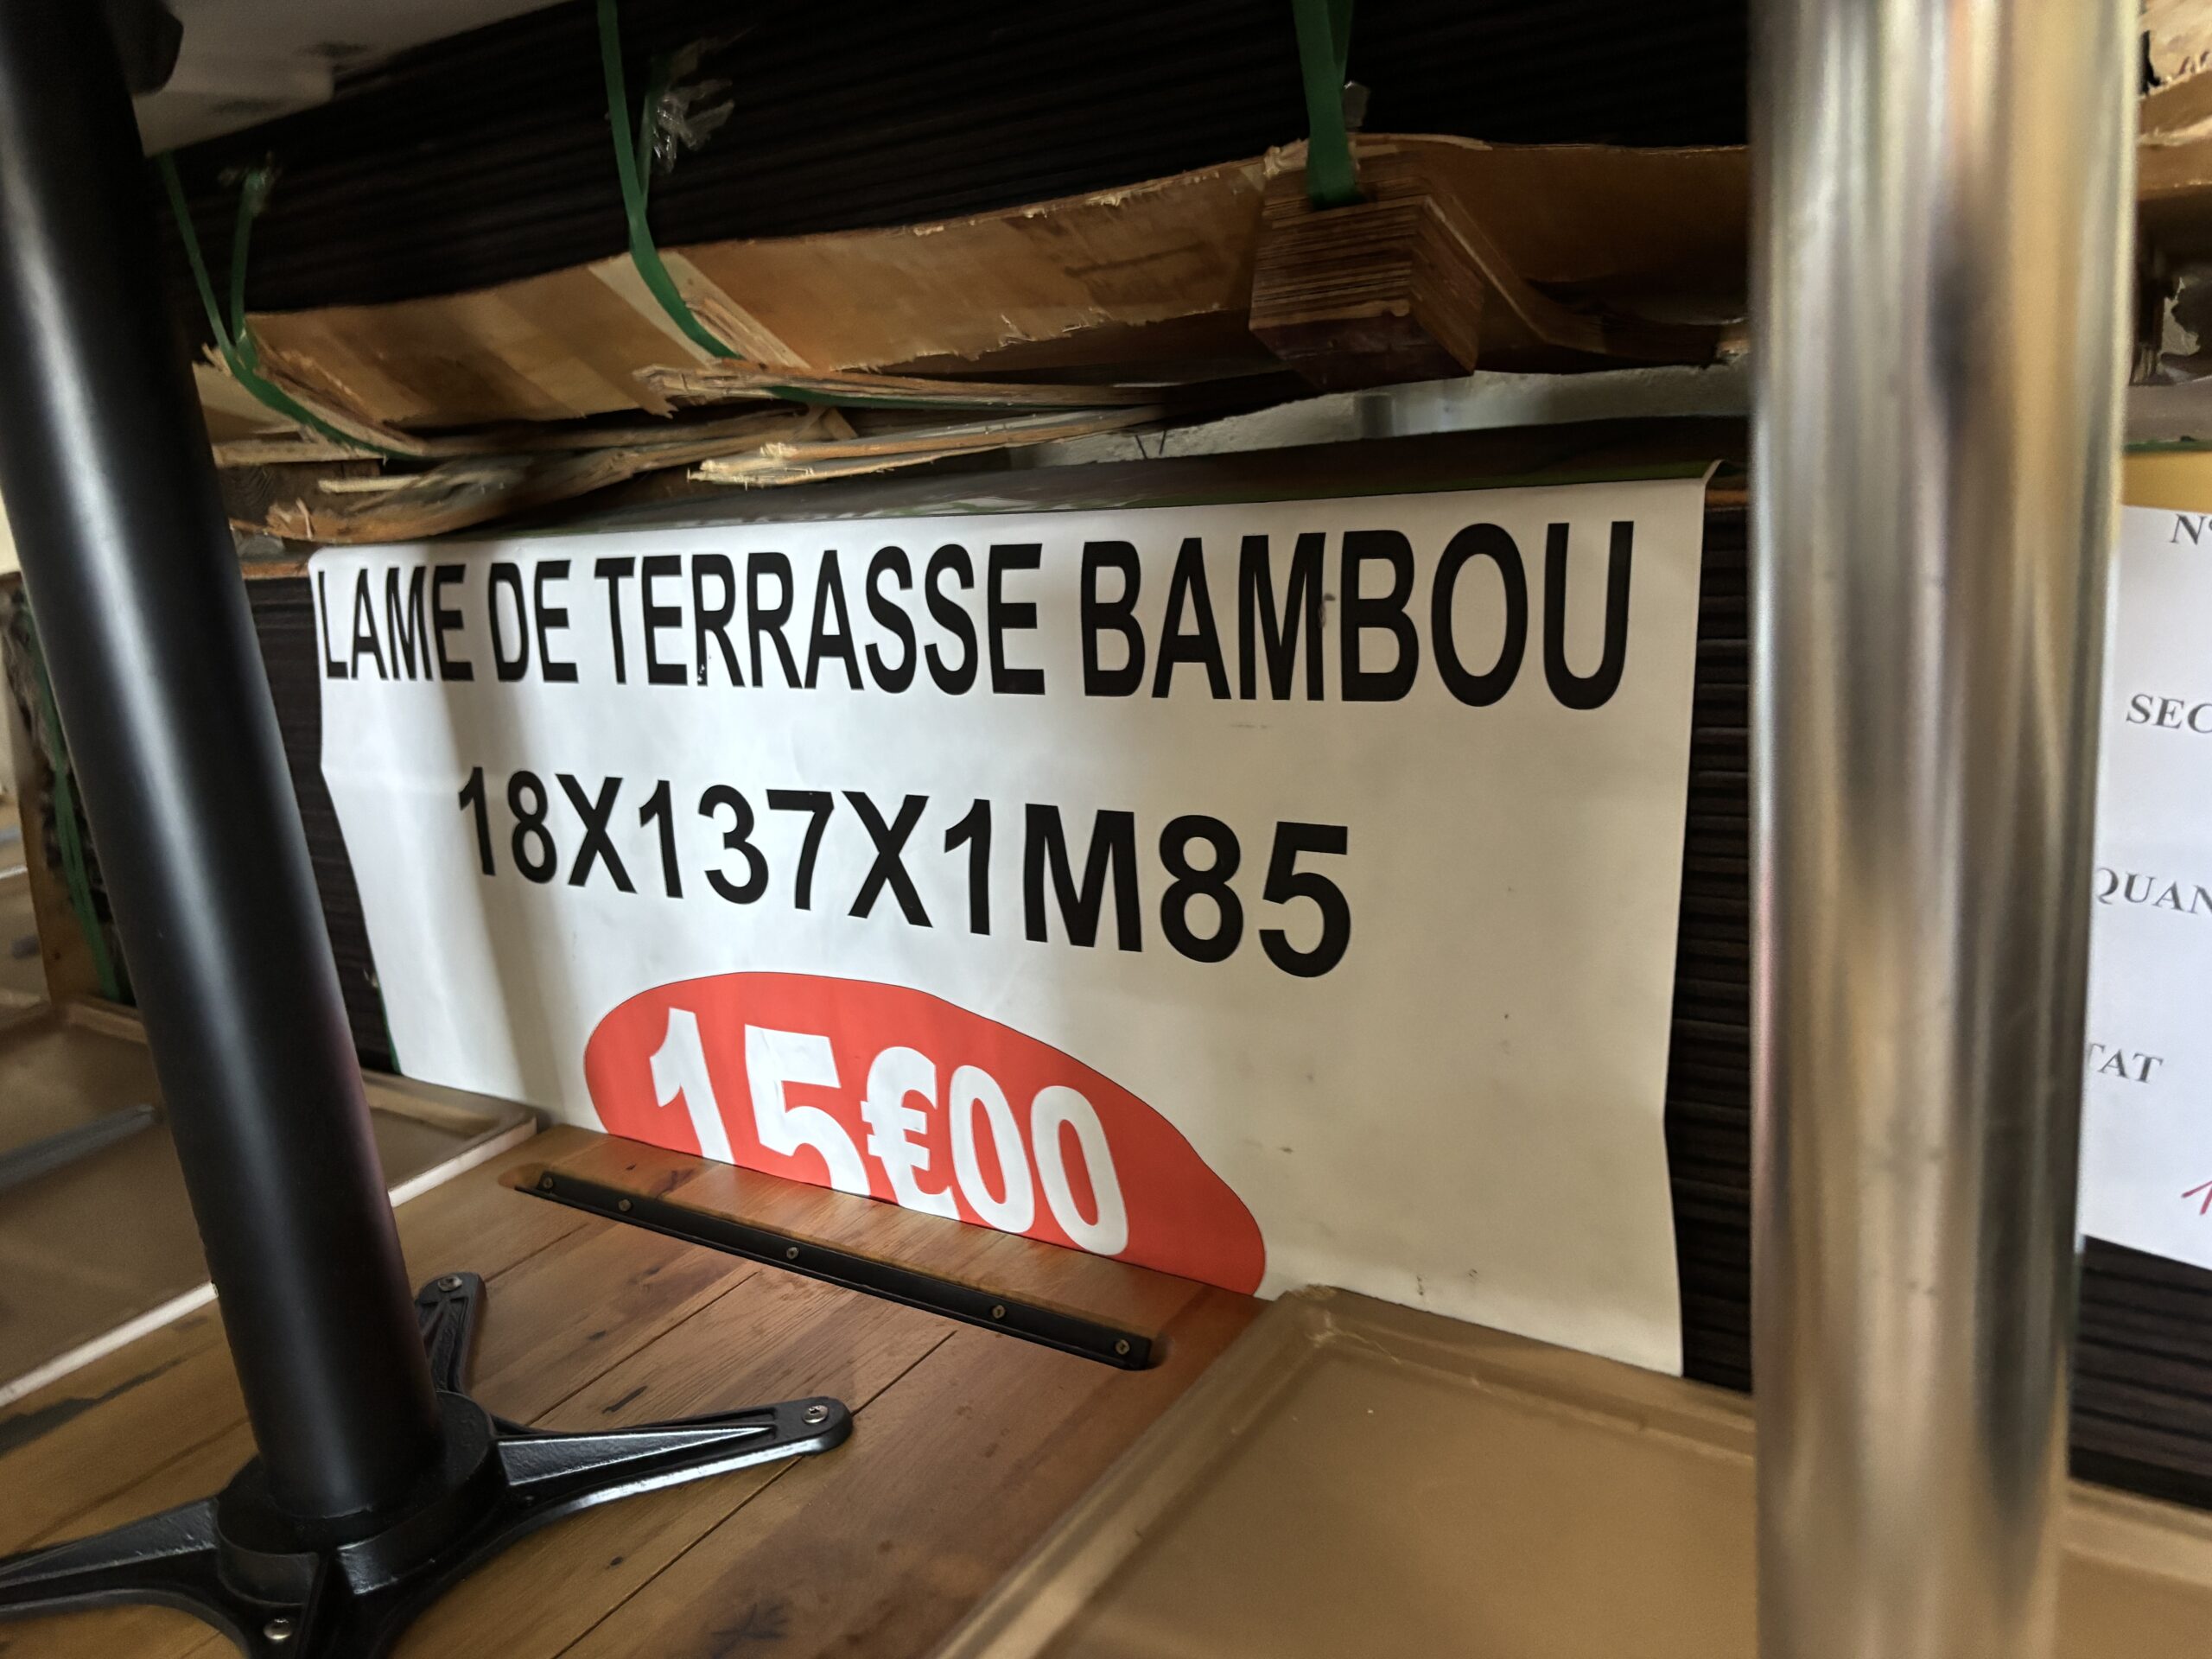 LAME DE TERRASSE BAMBOU
18X137X1M85
15€00